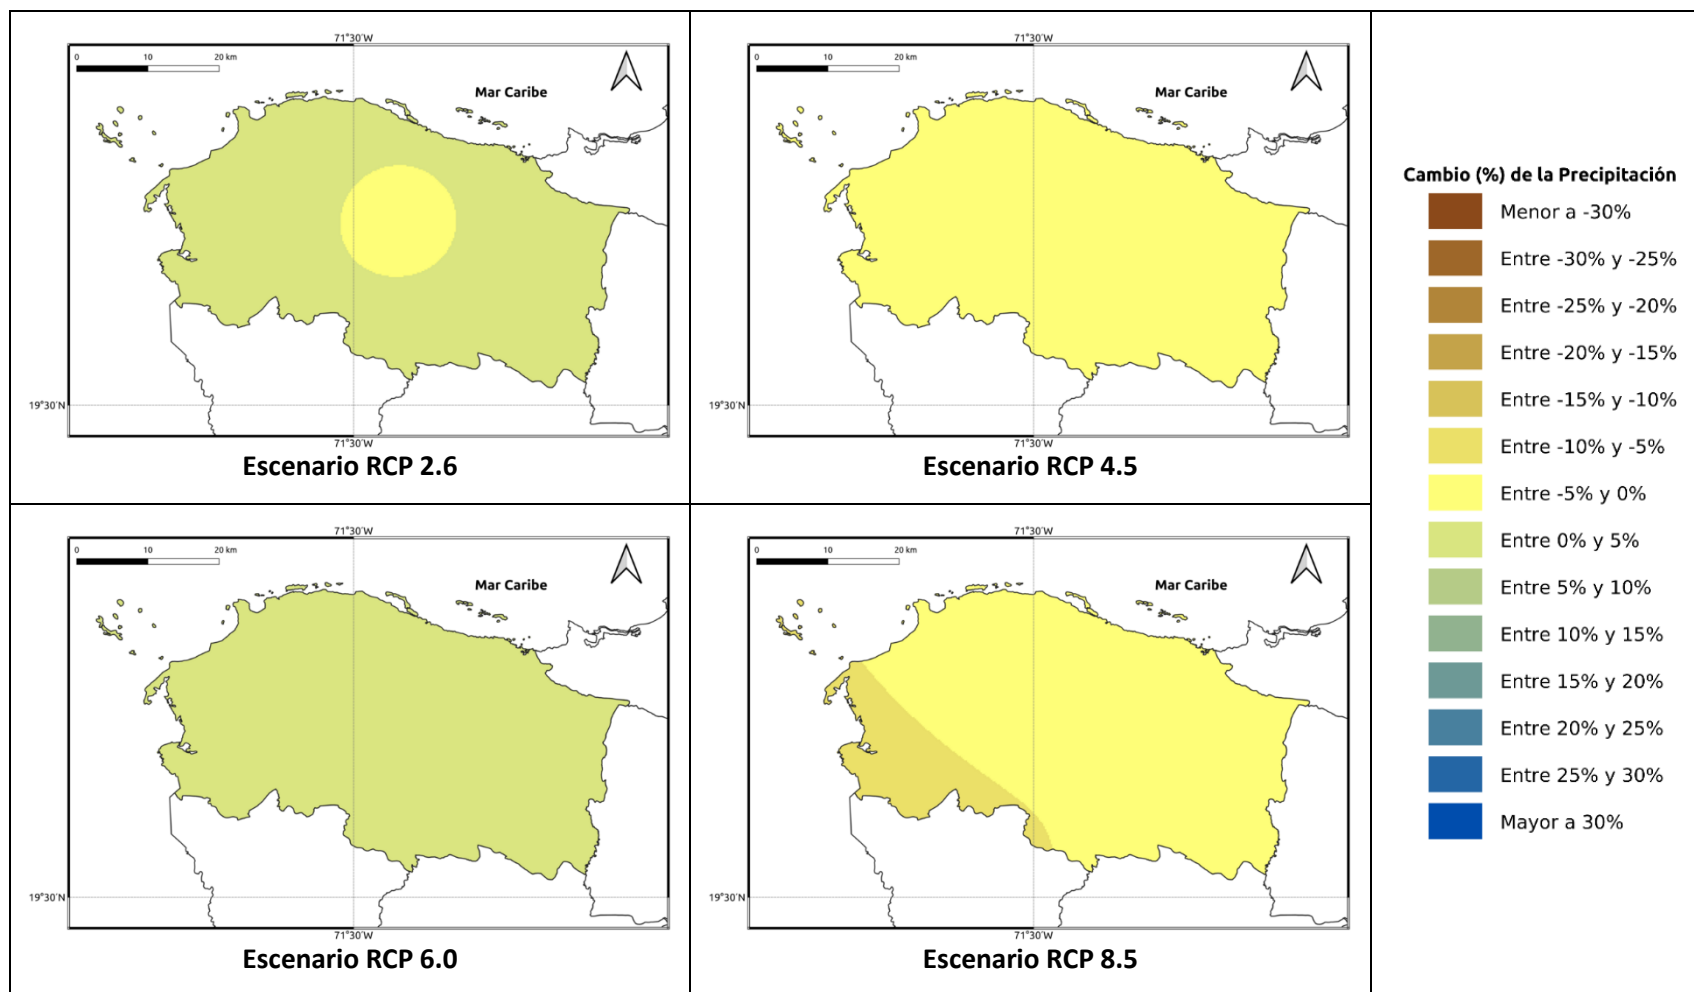 71°30'W
0 10 20 km
Mar Caribe
19°30'N
71°30'W
Escenario RCP 2.6
71°30'W
0 10 20 km
Mar Caribe
19°30'N
71°30'W
Escenario RCP 4.5
71°30'W
0 10 20 km
Mar Caribe
19°30'N
71°30'W
Escenario RCP 6.0
71°30'W
0 10 20 km
Mar Caribe
19°30'N
71°30'W
Escenario RCP 8.5
Cambio (%) de la Precipitación
Menor a -30%
Entre -30% y -25%
Entre -25% y -20%
Entre -20% y -15%
Entre -15% y -10%
Entre -10% y -5%
Entre -5% y 0%
Entre 0% y 5%
Entre 5% y 10%
Entre 10% y 15%
Entre 15% y 20%
Entre 20% y 25%
Entre 25% y 30%
Mayor a 30%